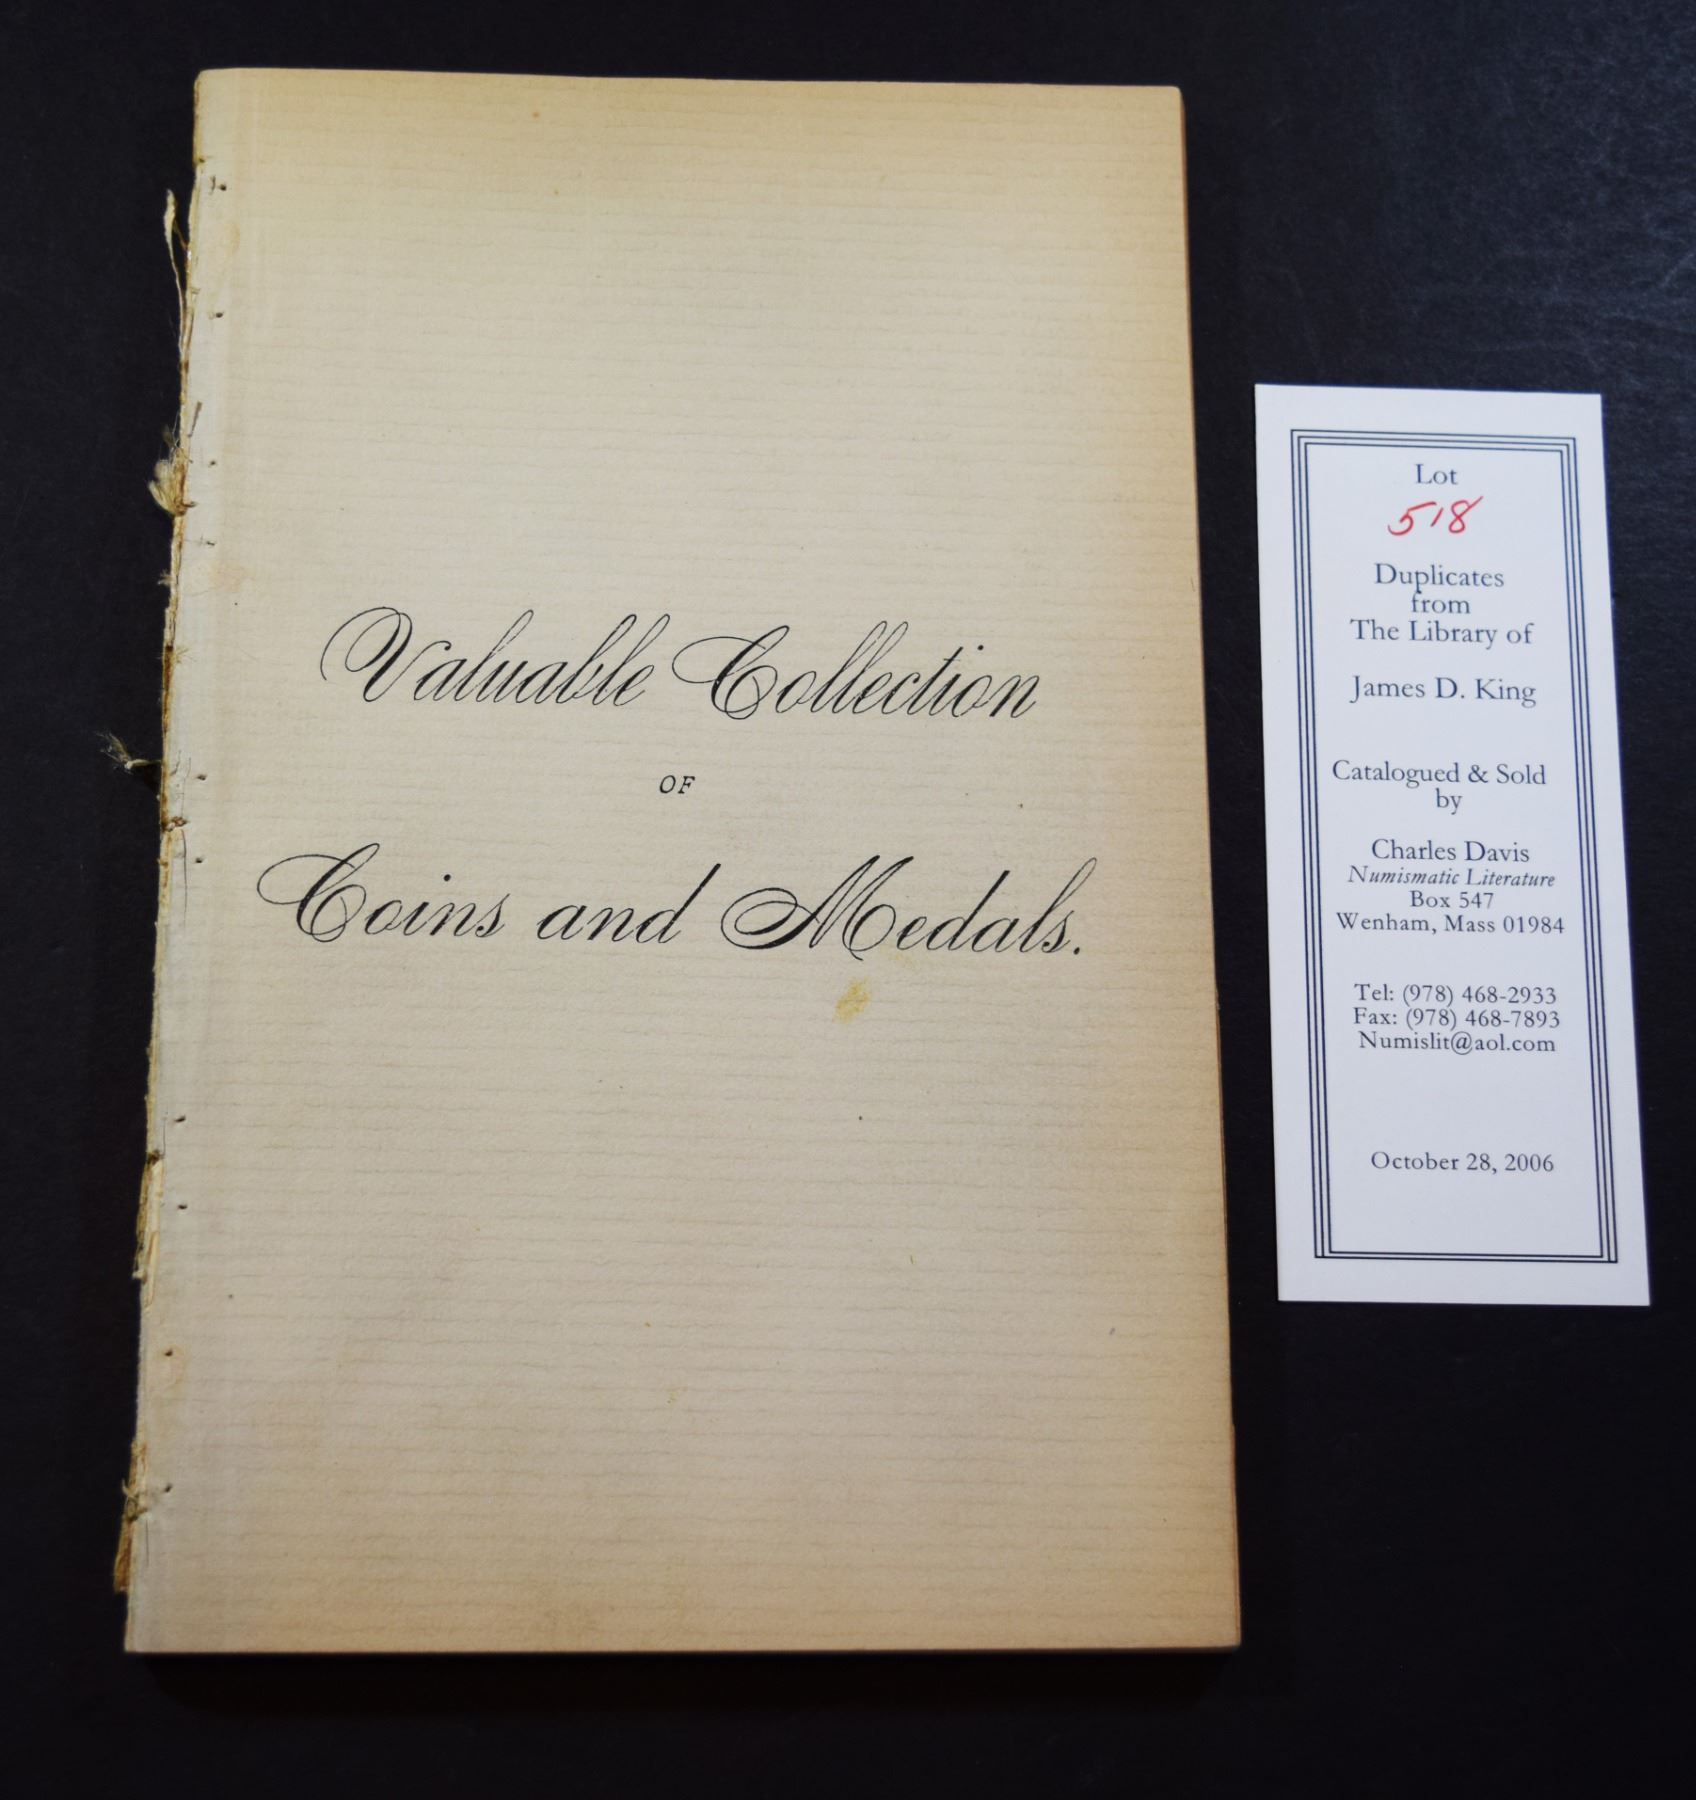 Valuable Collection
OF
Coins and Medals.
Lot
518
Duplicates
from
The Library of
James D. King
Catalogued & Sold
by
Charles Davis
Numismatic Literature
Box 547
Wenham, Mass 01984
Tel: (978) 468-2933
Fax: (978) 468-7893
Numislit@aol.com
October 28, 2006